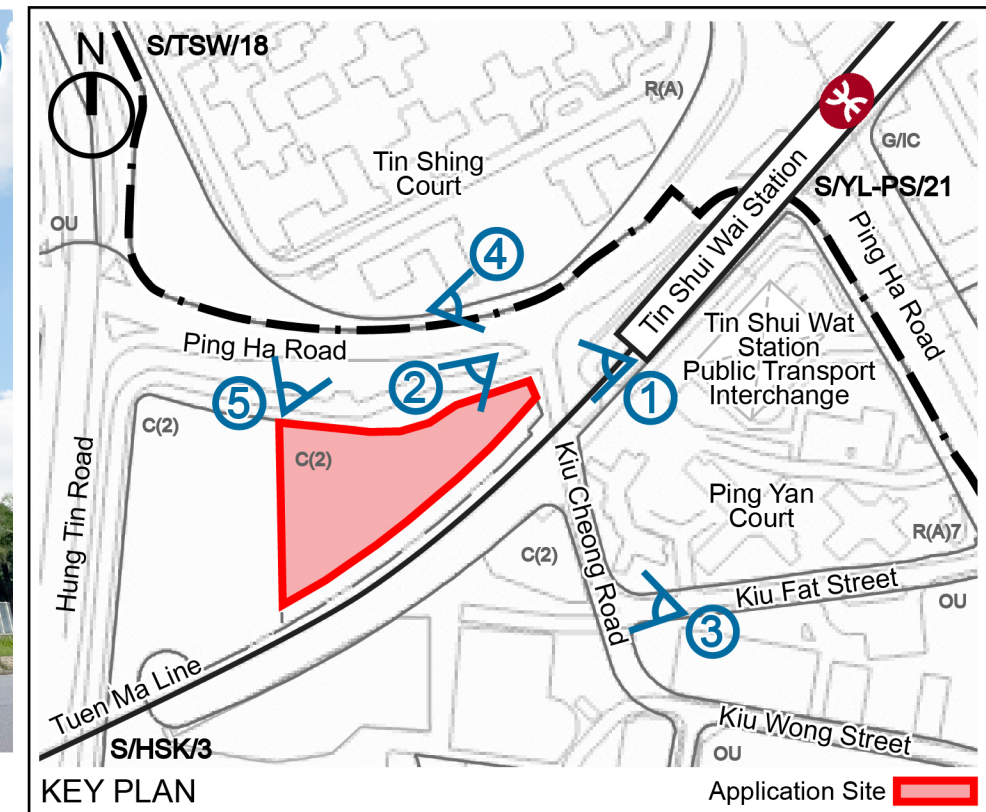 N
S/TSW/18
R(A)
G/IC
Tin Shing
Court
Tin Shui Wai Station
S/YL-PS/21
OU
4
Ping Ha Road
Ping Ha Road
Tin Shui Wat
Station
Public Transport
Interchange
2
1
5
C(2)
C(2)
Hung Tin Road
Kiu Cheong Road
Ping Yan
Court
R(A)7
C(2)
Kiu Fat Street
OU
3
Tuen Ma Line
S/HSK/3
Kiu Wong Street
OU
KEY PLAN
Application Site